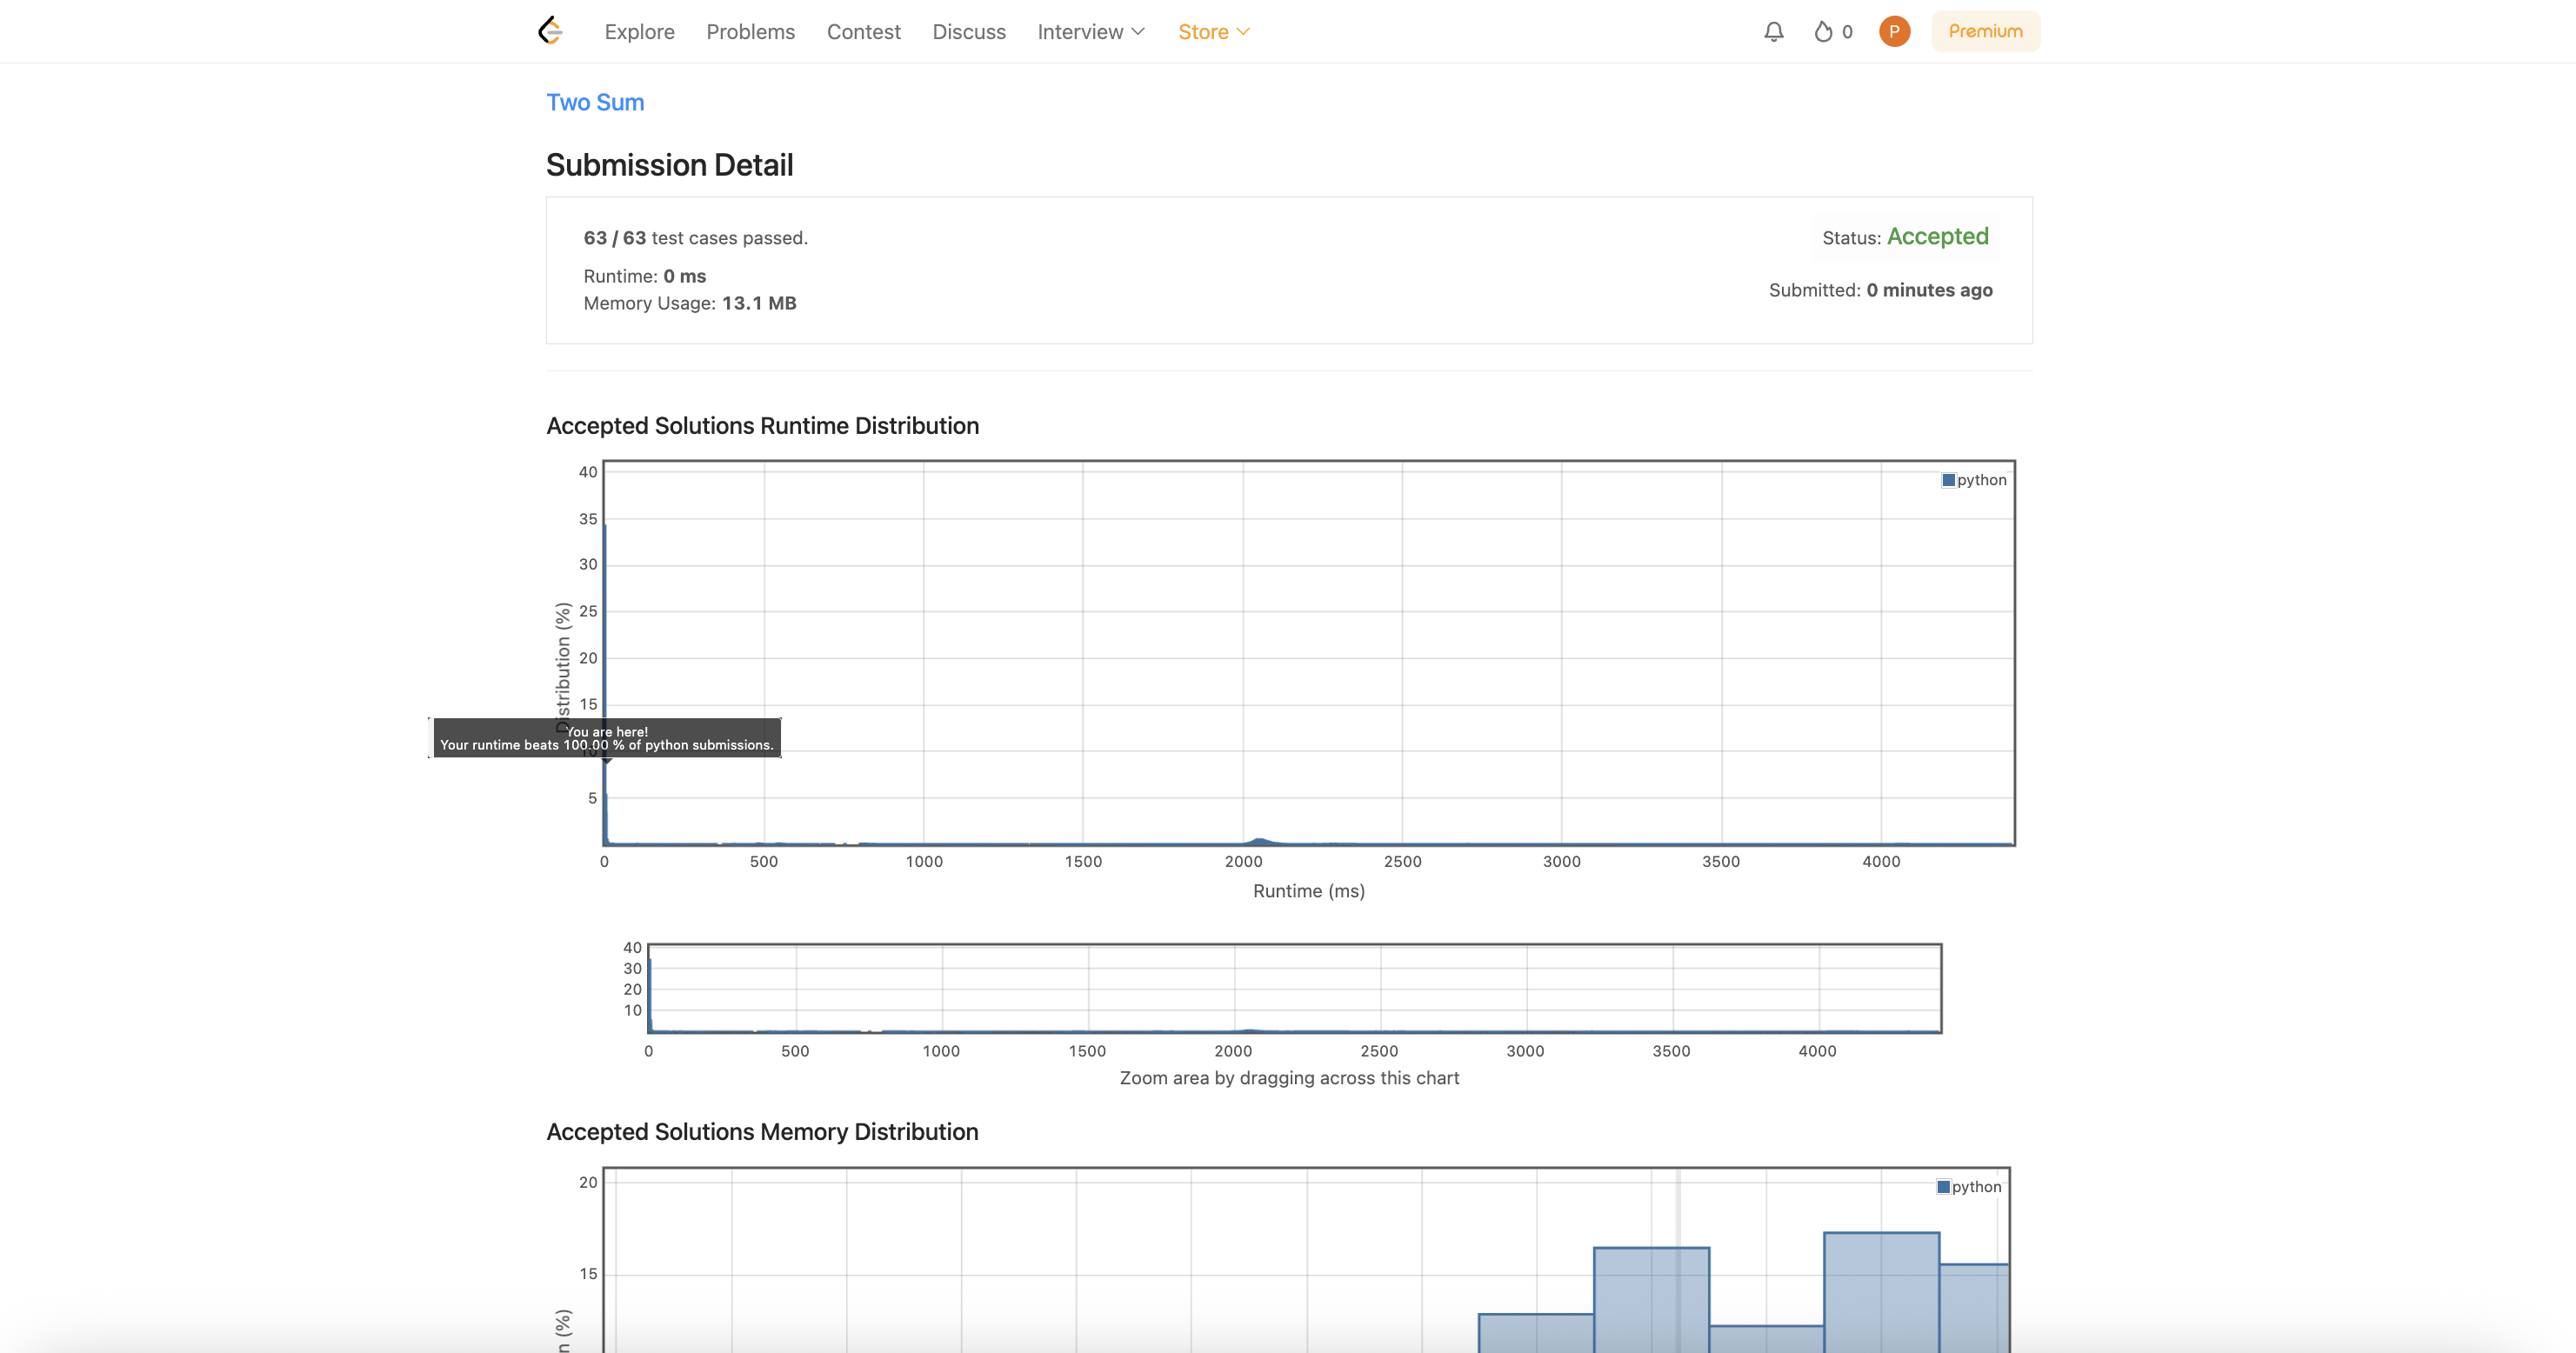 Explore Problems Contest Discuss Interview Store 0 P Premium
Two Sum
Submission Detail
63 / 63 test cases passed.
Status: Accepted
Runtime: 0 ms
Memory Usage: 13.1 MB
Submitted: 0 minutes ago
Accepted Solutions Runtime Distribution
40
35
30
25
20
15
10
5
Distribution (%)
python
You are here!
Your runtime beats 100.00 % of python submissions.
0 500 1000 1500 2000 2500 3000 3500 4000
Runtime (ms)
40
30
20
10
0 500 1000 1500 2000 2500 3000 3500 4000
Zoom area by dragging across this chart
Accepted Solutions Memory Distribution
20
15
python
n (%)